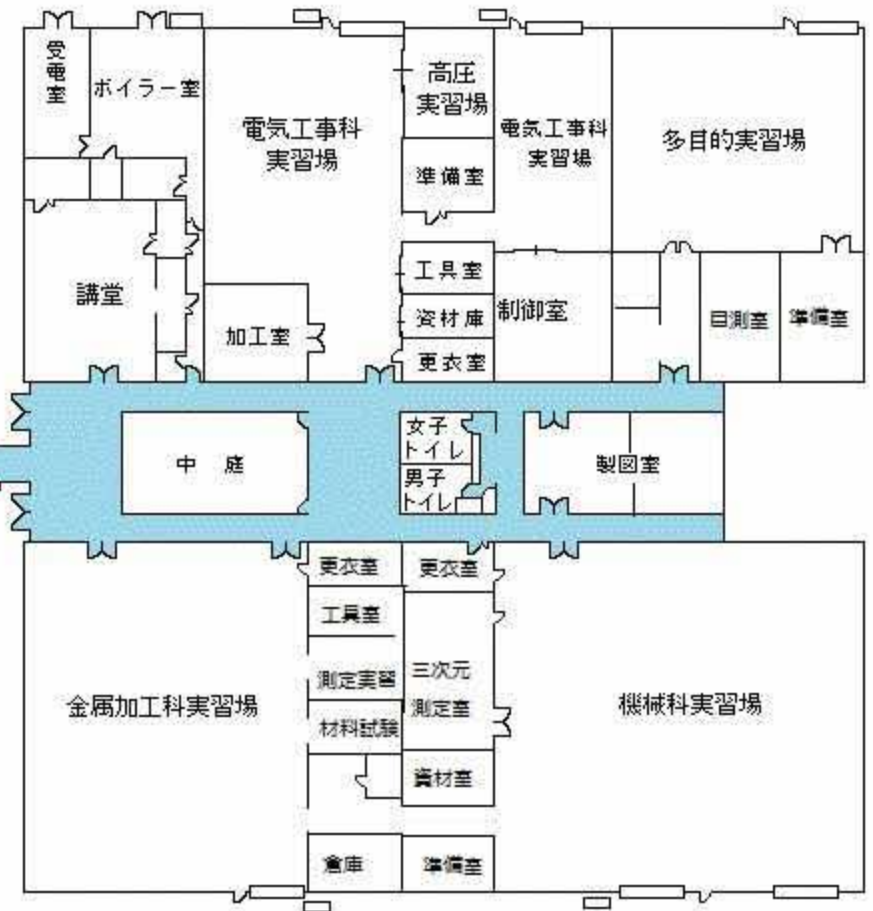 受電室
ボイラー室
電気工事科
実習場
高圧
実習場
電気工事科
実習場
多目的実習場
準備室
講堂
加工室
工具室
資材庫
更衣室
制御室
目測室
準備室
中庭
女子
トイレ
男子
トイレ
製図室
更衣室
更衣室
工具室
測定実習
材料試験
三次元
測定室
資材室
金属加工科実習場
機械科実習場
倉庫
準備室